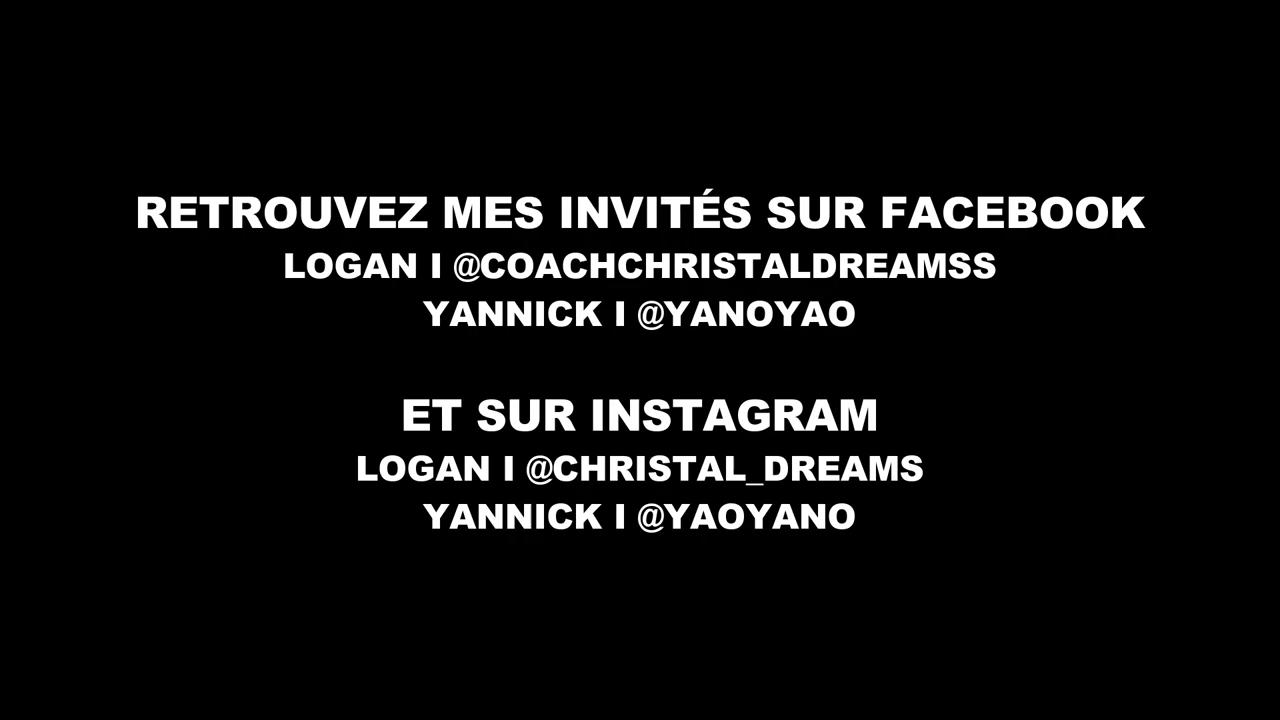 RETROUVEZ MES INVITÉS SUR FACEBOOK
LOGAN I @COACHCHRISTALDREAMSS
YANNICK I @YANOYAO
ET SUR INSTAGRAM
LOGAN I @CHRISTAL_DREAMS
YANNICK I @YAOYANO